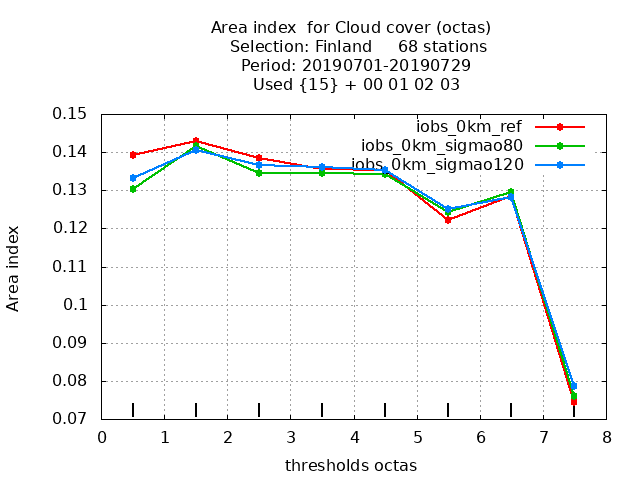 Area index  for Cloud cover (octas)
Selection: Finland     68 stations
Period: 20190701-20190729
Used {15} + 00 01 02 03
iobs_0km_ref
iobs_0km_sigmao80
iobs_0km_sigmao120
Area index
0.15
0.14
0.13
0.12
0.11
0.1
0.09
0.08
0.07
0 1 2 3 4 5 6 7 8
thresholds octas